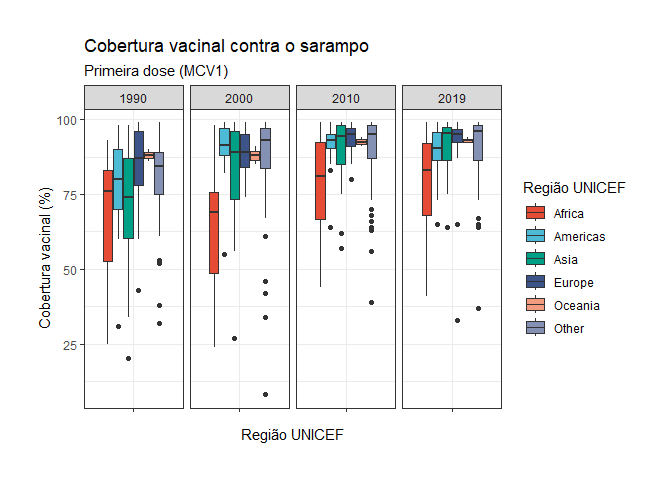 Cobertura vacinal contra o sarampo
Primeira dose (MCV1)
1990 2000 2010 2019
100
75
50
25
Cobertura vacinal (%)
Região UNICEF
Região UNICEF
Africa
Americas
Asia
Europe
Oceania
Other